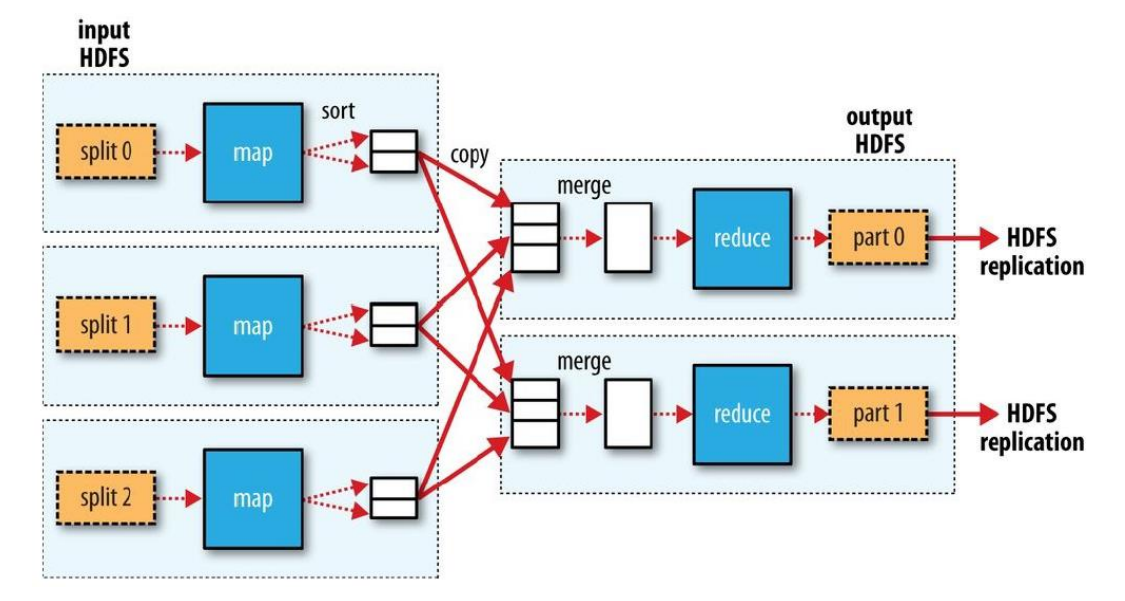 input
HDFS
split 0
map
sort
copy
split 1
map
split 2
map
output
HDFS
merge
reduce
part 0
HDFS
replication
merge
reduce
part 1
HDFS
replication